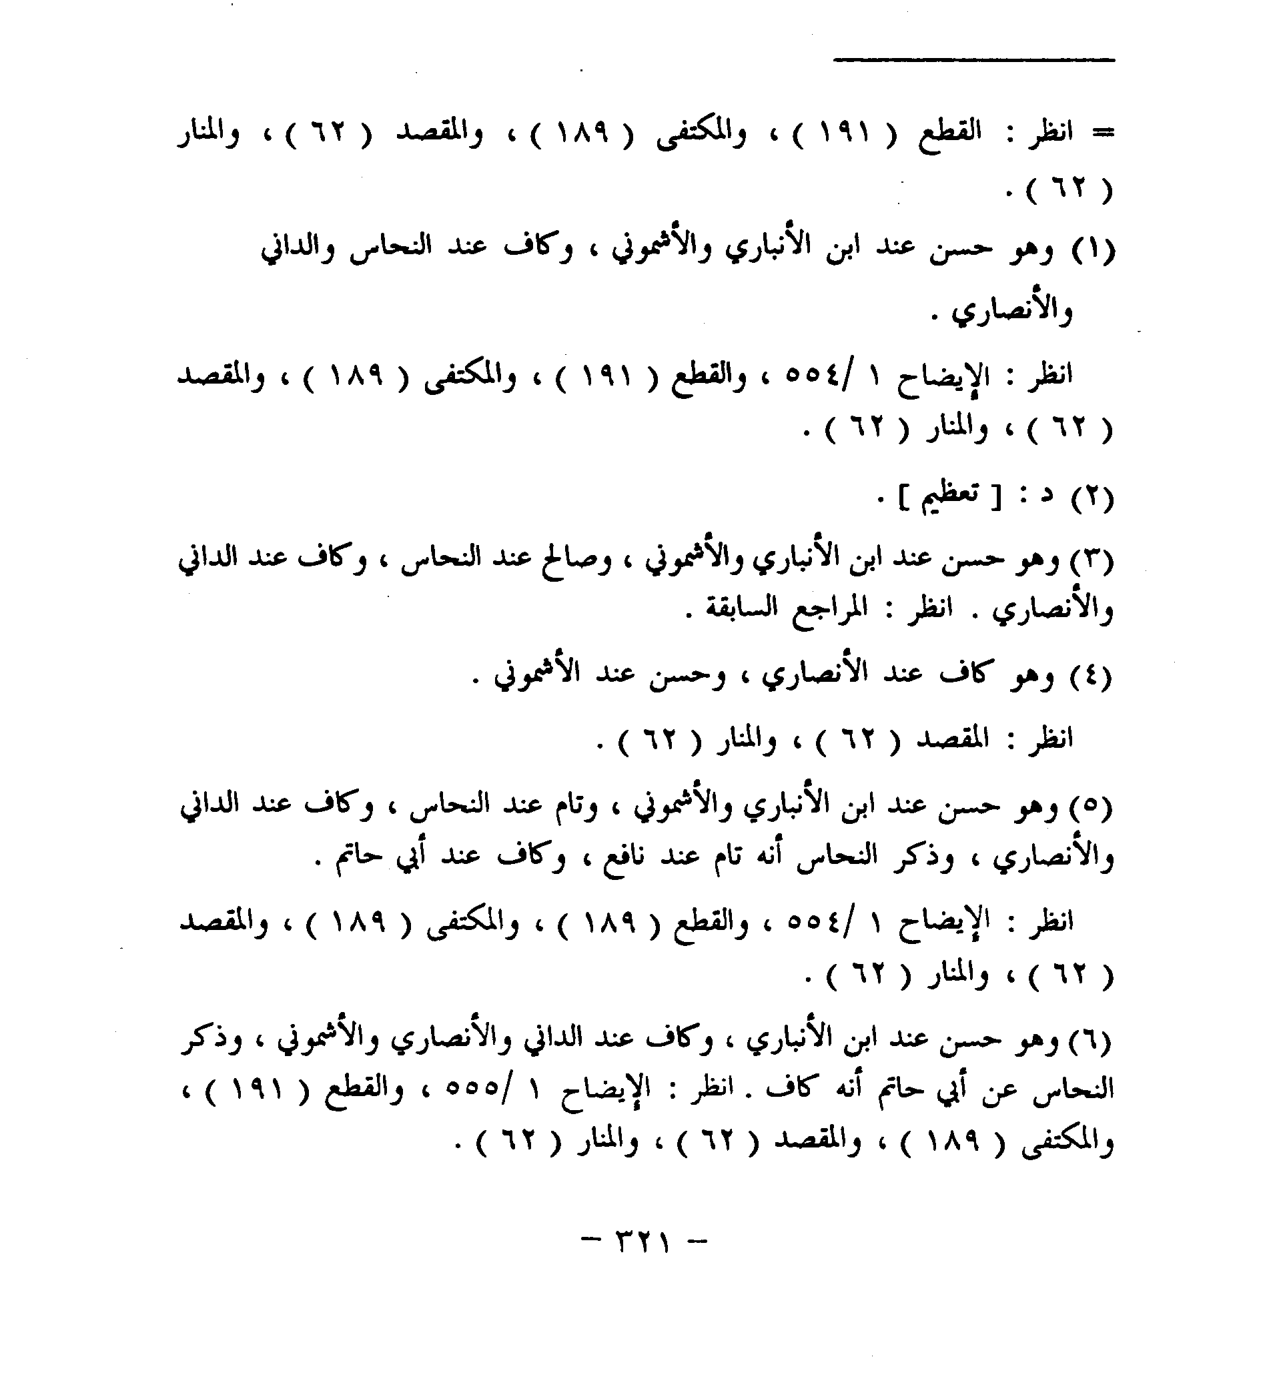 = انظر : القطع ( ١٩١ ) ، والمكتفى ( ١٨٩ ) ، والمقصد ( ٦٢ ) ، والمنار
( ٦٢ ) .
(١) وهو حسن عند ابن الأنباري والأشموني ، وكاف عند النحاس والداني
والأنصاري .
انظر : الإيضاح ١ /٥٥٤ ، والقطع ( ١٩١ ) ، والمكتفى ( ١٨٩ ) ، والمقصد
( ٦٢ ) ، والمنار ( ٦٢ ) .
(٢) د : [ تعظيم ] .
(٣) وهو حسن عند ابن الأنباري والأشموني ، وصالح عند النحاس ، وكاف عند الداني
والأنصاري . انظر : المراجع السابقة .
(٤) وهو كاف عند الأنصاري ، وحسن عند الأشموني .
انظر : المقصد ( ٦٢ ) ، والمنار ( ٦٢ ) .
(٥) وهو حسن عند ابن الأنباري والأشموني ، وتام عند النحاس ، وكاف عند الداني
والأنصاري ، وذكر النحاس أنه تام عند نافع ، وكاف عند أبي حاتم .
انظر : الإيضاح ١ /٥٥٤ ، والقطع ( ١٨٩ ) ، والمكتفى ( ١٨٩ ) ، والمقصد
( ٦٢ ) ، والمنار ( ٦٢ ) .
(٦) وهو حسن عند ابن الأنباري ، وكاف عند الداني والأنصاري والأشموني ، وذكر
النحاس عن أبي حاتم أنه كاف . انظر : الإيضاح ١ /٥٥٥ ، والقطع ( ١٩١ ) ،
والمكتفى ( ١٨٩ ) ، والمقصد ( ٦٢ ) ، والمنار ( ٦٢ ) .
– ٣٢١ –